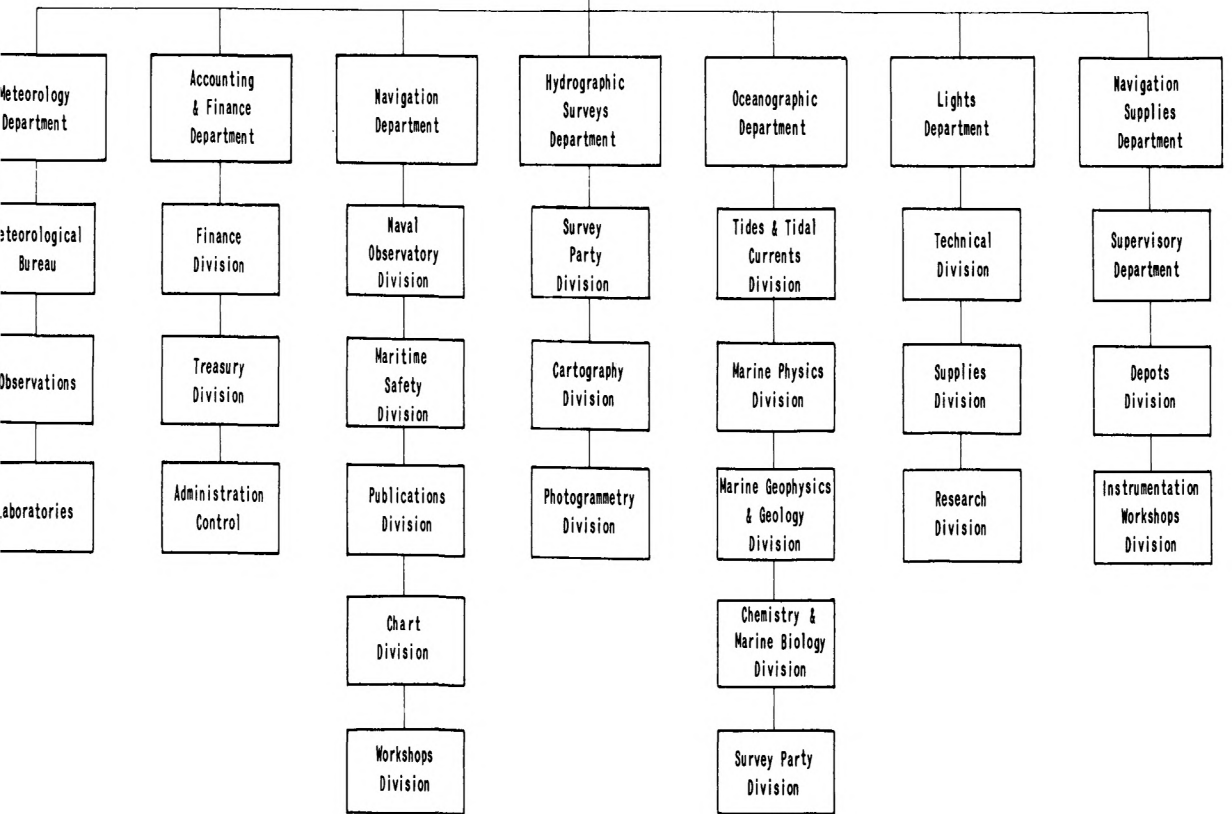 Meteorology
Department
eteorological
Bureau
Observations
aboratories
Accounting
& Finance
Department
Finance
Division
Treasury
Division
Administration
Control
Navigation
Department
Naval
Observatory
Division
Maritime
Safety
Division
Publications
Division
Chart
Division
Workshops
Division
Hydrographic
Surveys
Department
Survey
Party
Division
Cartography
Division
Photogrammetry
Division
Oceanographic
Department
Tides & Tidal
Currents
Division
Marine Physics
Division
Marine Geophysics
& Geology
Division
Chemistry &
Marine Biology
Division
Survey Party
Division
Lights
Department
Technical
Division
Supplies
Division
Research
Division
Navigation
Supplies
Department
Supervisory
Department
Depots
Division
Instrumentation
Workshops
Division